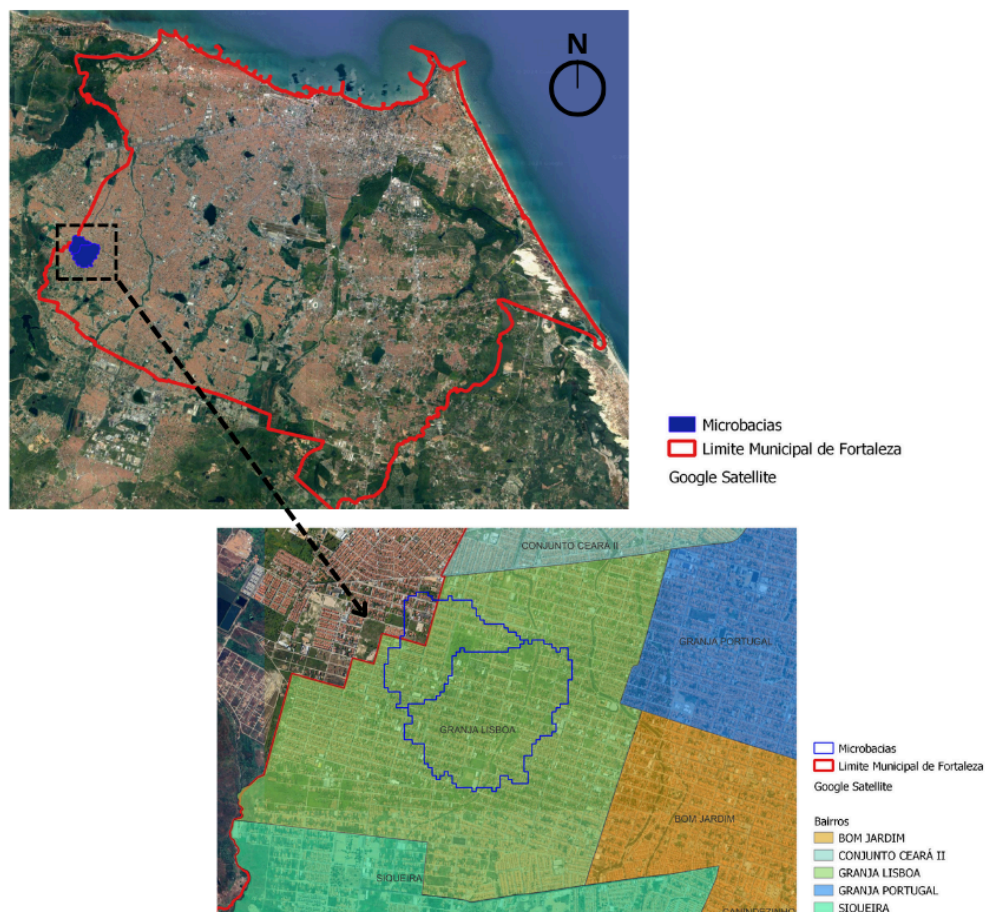 N
Microbacias
Limite Municipal de Fortaleza
Google Satellite
CONJUNTO CEARÁ II
GRANJA PORTUGAL
GRANJA LISBOA
BOM JARDIM
SIQUEIRA
CANINDEZINHO
Microbacias
Limite Municipal de Fortaleza
Google Satellite
Bairros
BOM JARDIM
CONJUNTO CEARÁ II
GRANJA LISBOA
GRANJA PORTUGAL
SIQUEIRA